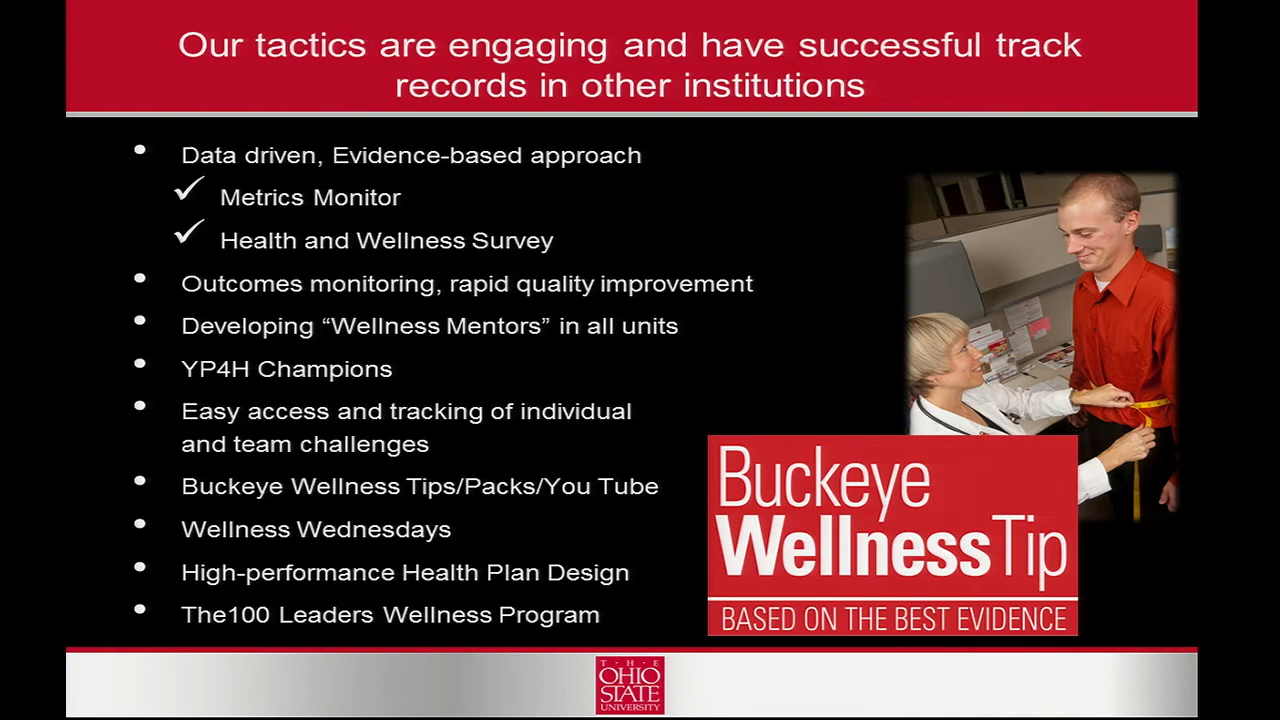 Our tactics are engaging and have successful track
records in other institutions
Data driven, Evidence-based approach
Metrics Monitor
Health and Wellness Survey
Outcomes monitoring, rapid quality improvement
Developing “Wellness Mentors” in all units
YP4H Champions
Easy access and tracking of individual
and team challenges
Buckeye Wellness Tips/Packs/You Tube
Wellness Wednesdays
High-performance Health Plan Design
The100 Leaders Wellness Program
Buckeye
WellnessTip
BASED ON THE BEST EVIDENCE
T·H·E
OHIO
STATE
UNIVERSITY